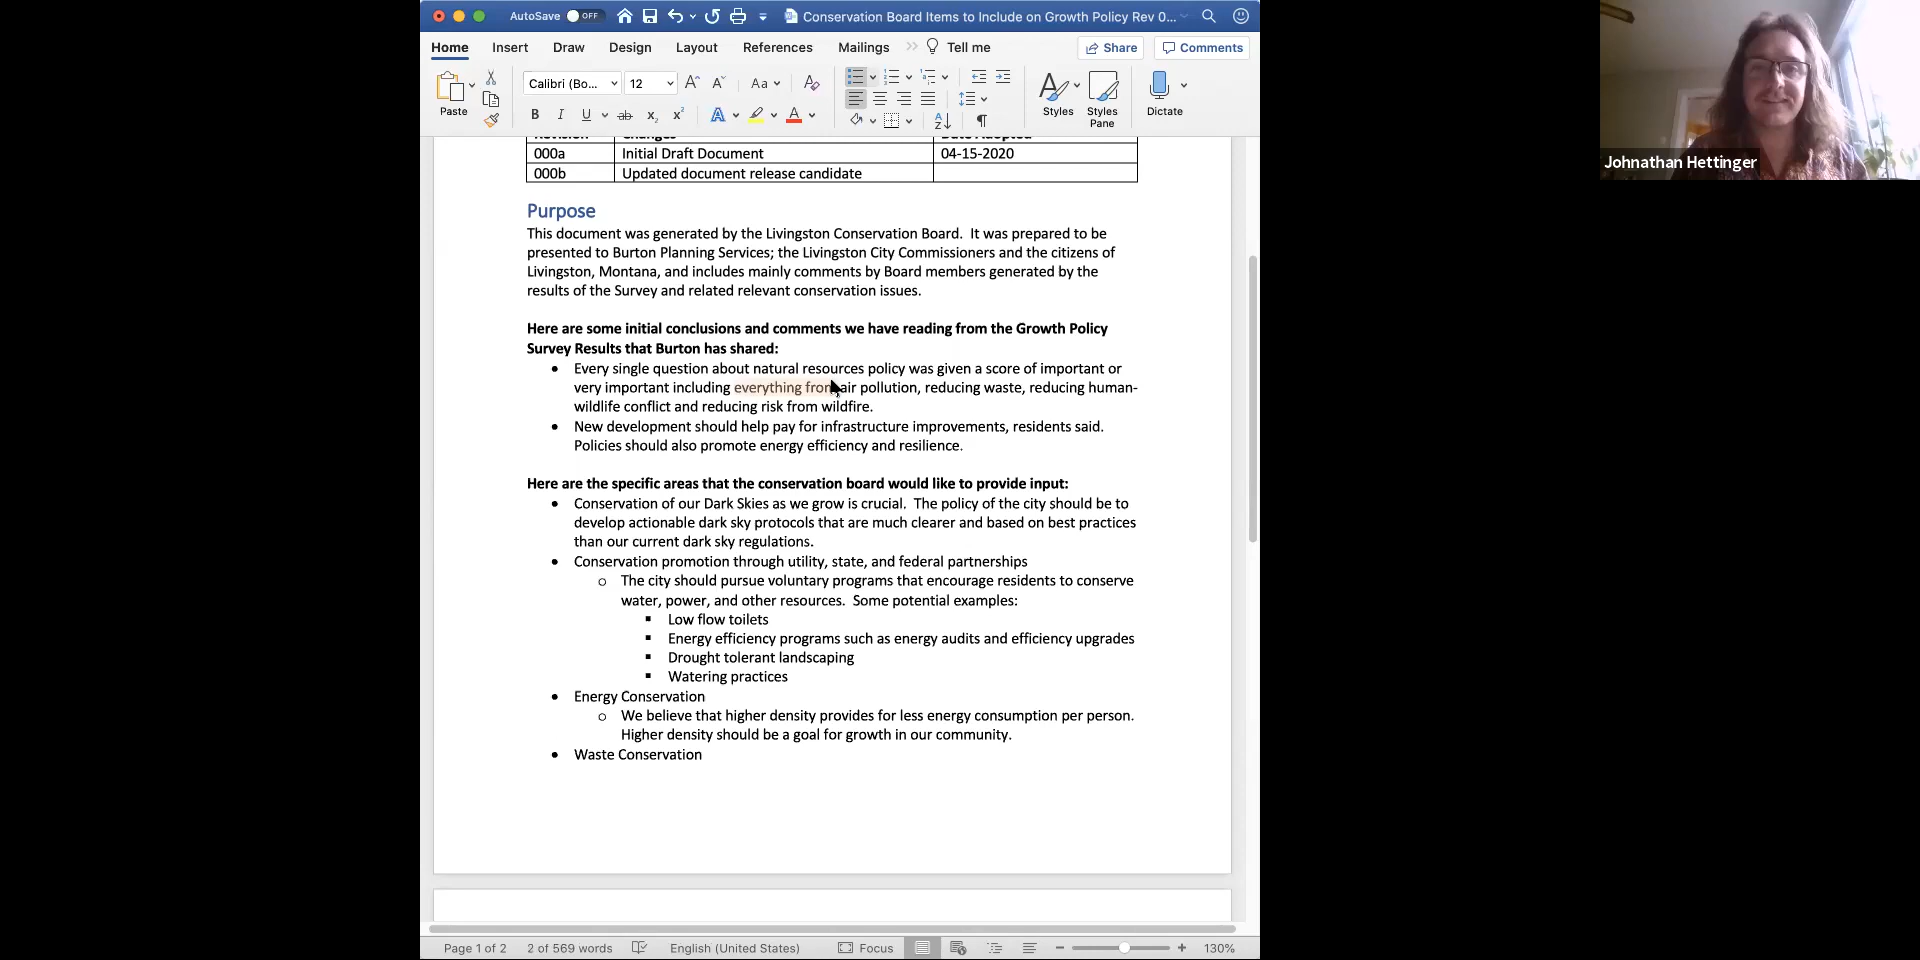 AutoSave OFF
Conservation Board Items to Include on Growth Policy Rev 0...
Home Insert Draw Design Layout References Mailings Tell me Share Comments
Paste
Calibri (Bo... 12
Aa
B I U ab x₂ x²
Styles
Styles Pane
Dictate
Revision Changes Date Adopted
000a Initial Draft Document 04-15-2020
000b Updated document release candidate
Purpose
This document was generated by the Livingston Conservation Board. It was prepared to be
presented to Burton Planning Services; the Livingston City Commissioners and the citizens of
Livingston, Montana, and includes mainly comments by Board members generated by the
results of the Survey and related relevant conservation issues.
Here are some initial conclusions and comments we have reading from the Growth Policy
Survey Results that Burton has shared:
• Every single question about natural resources policy was given a score of important or
very important including everything from air pollution, reducing waste, reducing human-
wildlife conflict and reducing risk from wildfire.
• New development should help pay for infrastructure improvements, residents said.
Policies should also promote energy efficiency and resilience.
Here are the specific areas that the conservation board would like to provide input:
• Conservation of our Dark Skies as we grow is crucial. The policy of the city should be to
develop actionable dark sky protocols that are much clearer and based on best practices
than our current dark sky regulations.
• Conservation promotion through utility, state, and federal partnerships
o The city should pursue voluntary programs that encourage residents to conserve
water, power, and other resources. Some potential examples:
▪ Low flow toilets
▪ Energy efficiency programs such as energy audits and efficiency upgrades
▪ Drought tolerant landscaping
▪ Watering practices
• Energy Conservation
o We believe that higher density provides for less energy consumption per person.
Higher density should be a goal for growth in our community.
• Waste Conservation
Page 1 of 2 2 of 569 words English (United States) Focus 130%
Johnathan Hettinger